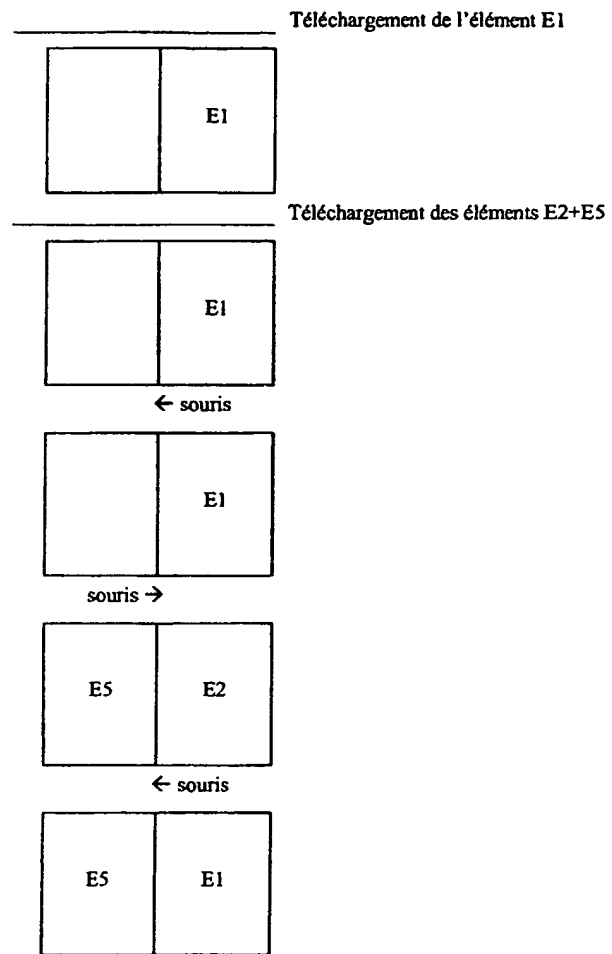 Téléchargement de l'élément E1
E1
Téléchargement des éléments E2+E5
E1
← souris
E1
souris →
E5 E2
← souris
E5 E1